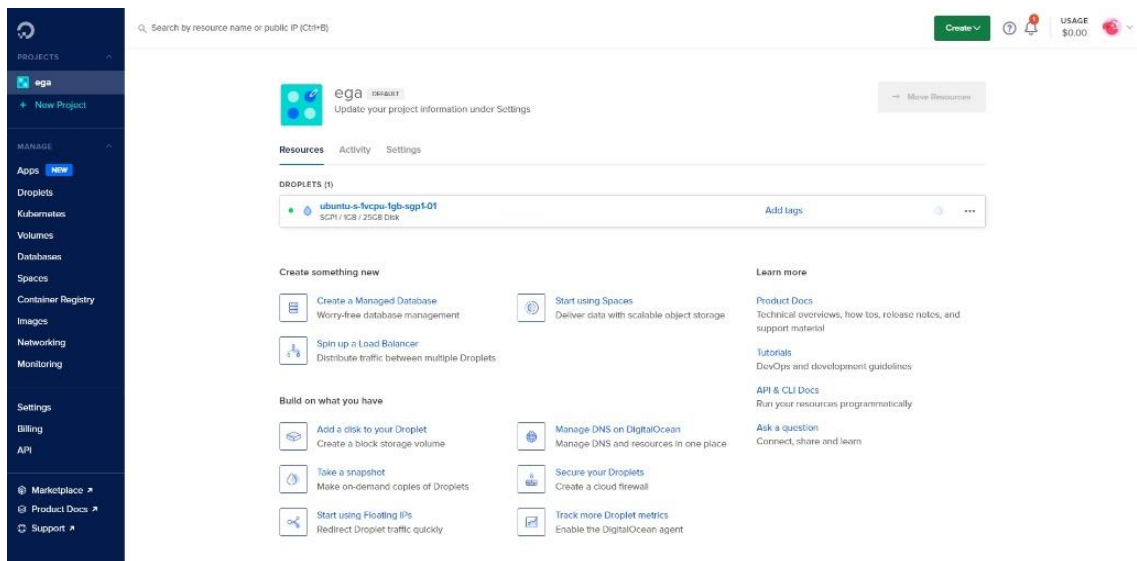 Search by resource name or public IP (Ctrl+B)
Create
USAGE
$0.00
PROJECTS
ega
+ New Project
MANAGE
Apps NEW
Droplets
Kubernetes
Volumes
Databases
Spaces
Container Registry
Images
Networking
Monitoring
Settings
Billing
API
Marketplace
Product Docs
Support
ega DEFAULT
Update your project information under Settings
→ Move Resources
Resources Activity Settings
DROPLETS (1)
ubuntu-s-1vcpu-1gb-sgp1-01
SGP1 / 1GB / 25GB Disk
Add tags
Create something new
Create a Managed Database
Worry-free database management
Start using Spaces
Deliver data with scalable object storage
Spin up a Load Balancer
Distribute traffic between multiple Droplets
Build on what you have
Add a disk to your Droplet
Create a block storage volume
Manage DNS on DigitalOcean
Manage DNS and resources in one place
Take a snapshot
Make on-demand copies of Droplets
Secure your Droplets
Create a cloud firewall
Start using Floating IPs
Redirect Droplet traffic quickly
Track more Droplet metrics
Enable the DigitalOcean agent
Learn more
Product Docs
Technical overviews, how tos, release notes, and
support material
Tutorials
DevOps and development guidelines
API & CLI Docs
Run your resources programmatically
Ask a question
Connect, share and learn